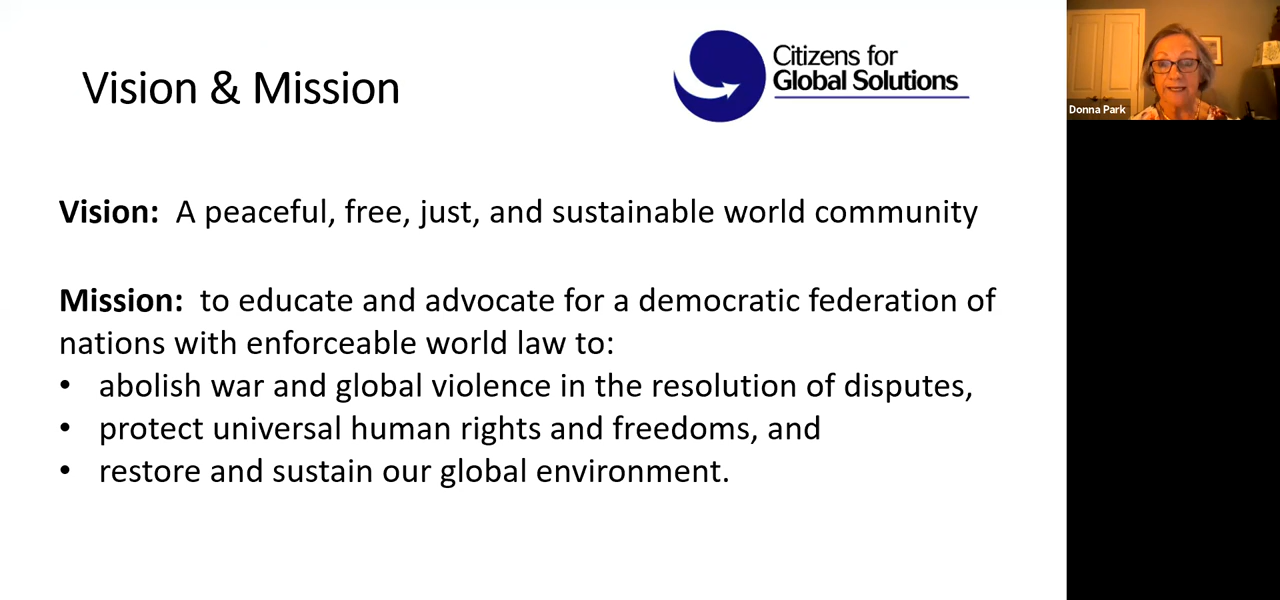 Vision & Mission
Citizens for
Global Solutions
Donna Park
Vision: A peaceful, free, just, and sustainable world community
Mission: to educate and advocate for a democratic federation of
nations with enforceable world law to:
• abolish war and global violence in the resolution of disputes,
• protect universal human rights and freedoms, and
• restore and sustain our global environment.